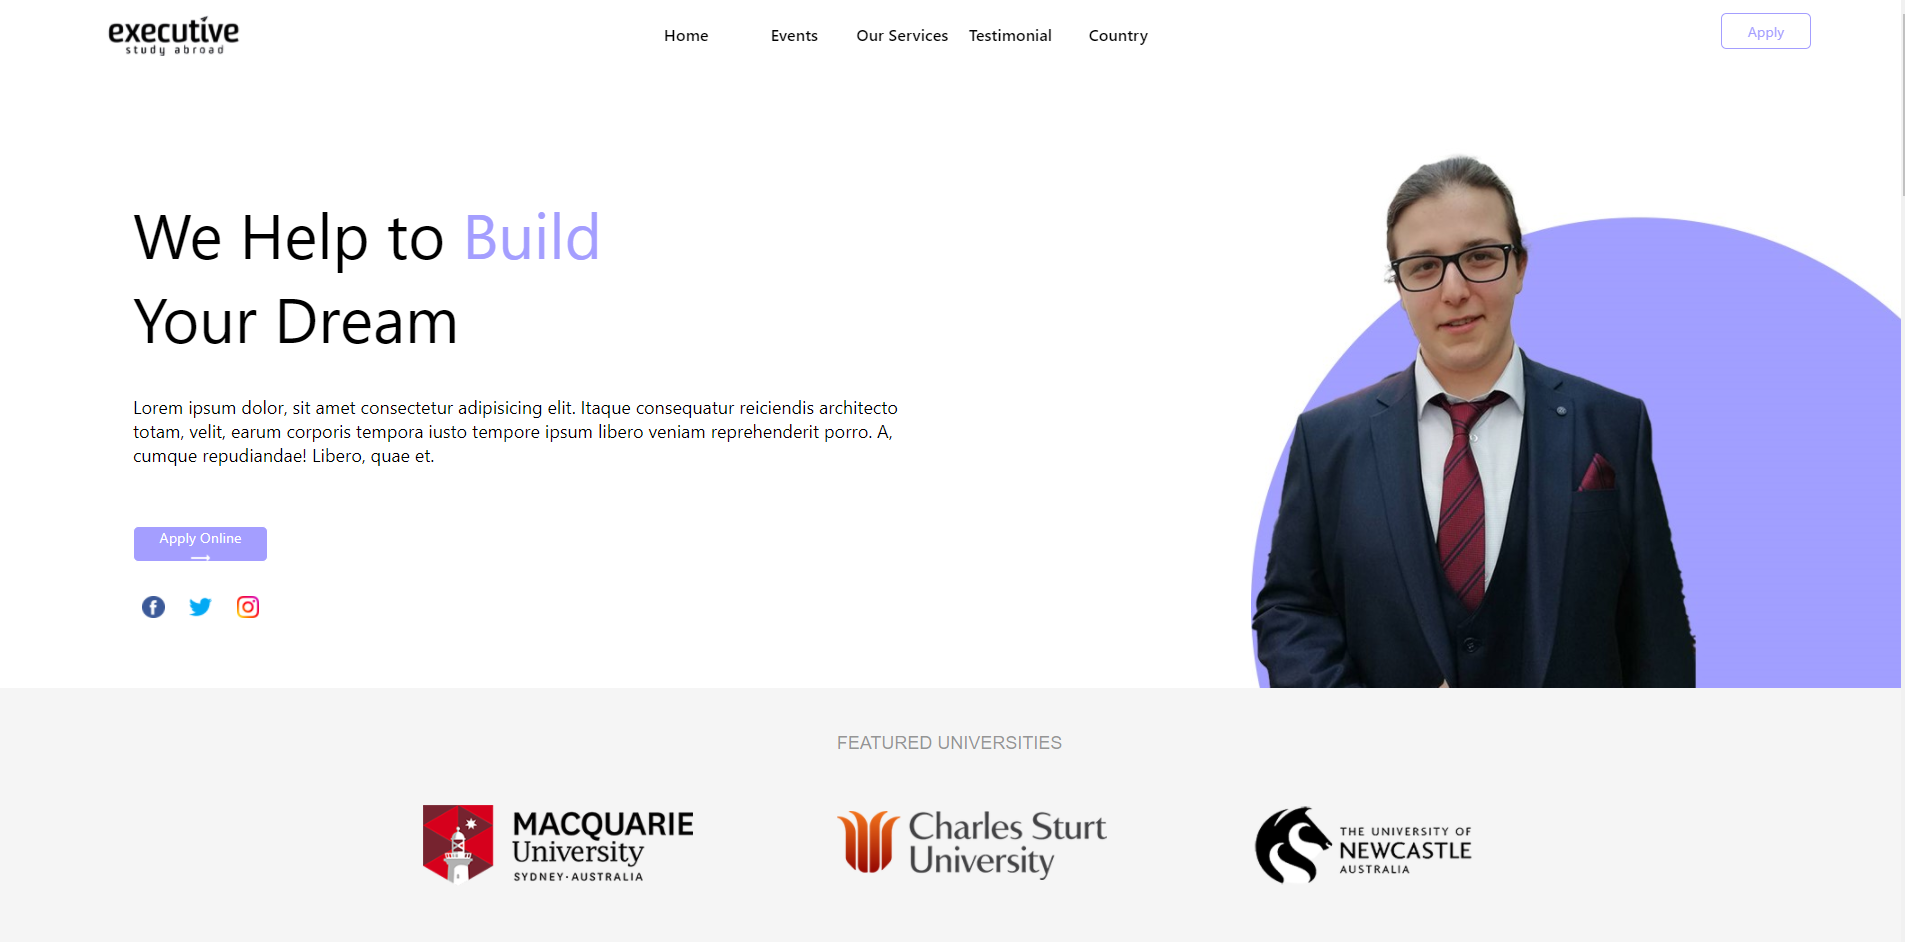 executive
study abroad
Home
Events
Our Services
Testimonial
Country
Apply
We Help to Build
Your Dream
Lorem ipsum dolor, sit amet consectetur adipisicing elit. Itaque consequatur reiciendis architecto
totam, velit, earum corporis tempora iusto tempore ipsum libero veniam reprehenderit porro. A,
cumque repudiandae! Libero, quae et.
Apply Online
⟶
FEATURED UNIVERSITIES
MACQUARIE
University
SYDNEY·AUSTRALIA
Charles Sturt
University
THE UNIVERSITY OF
NEWCASTLE
AUSTRALIA